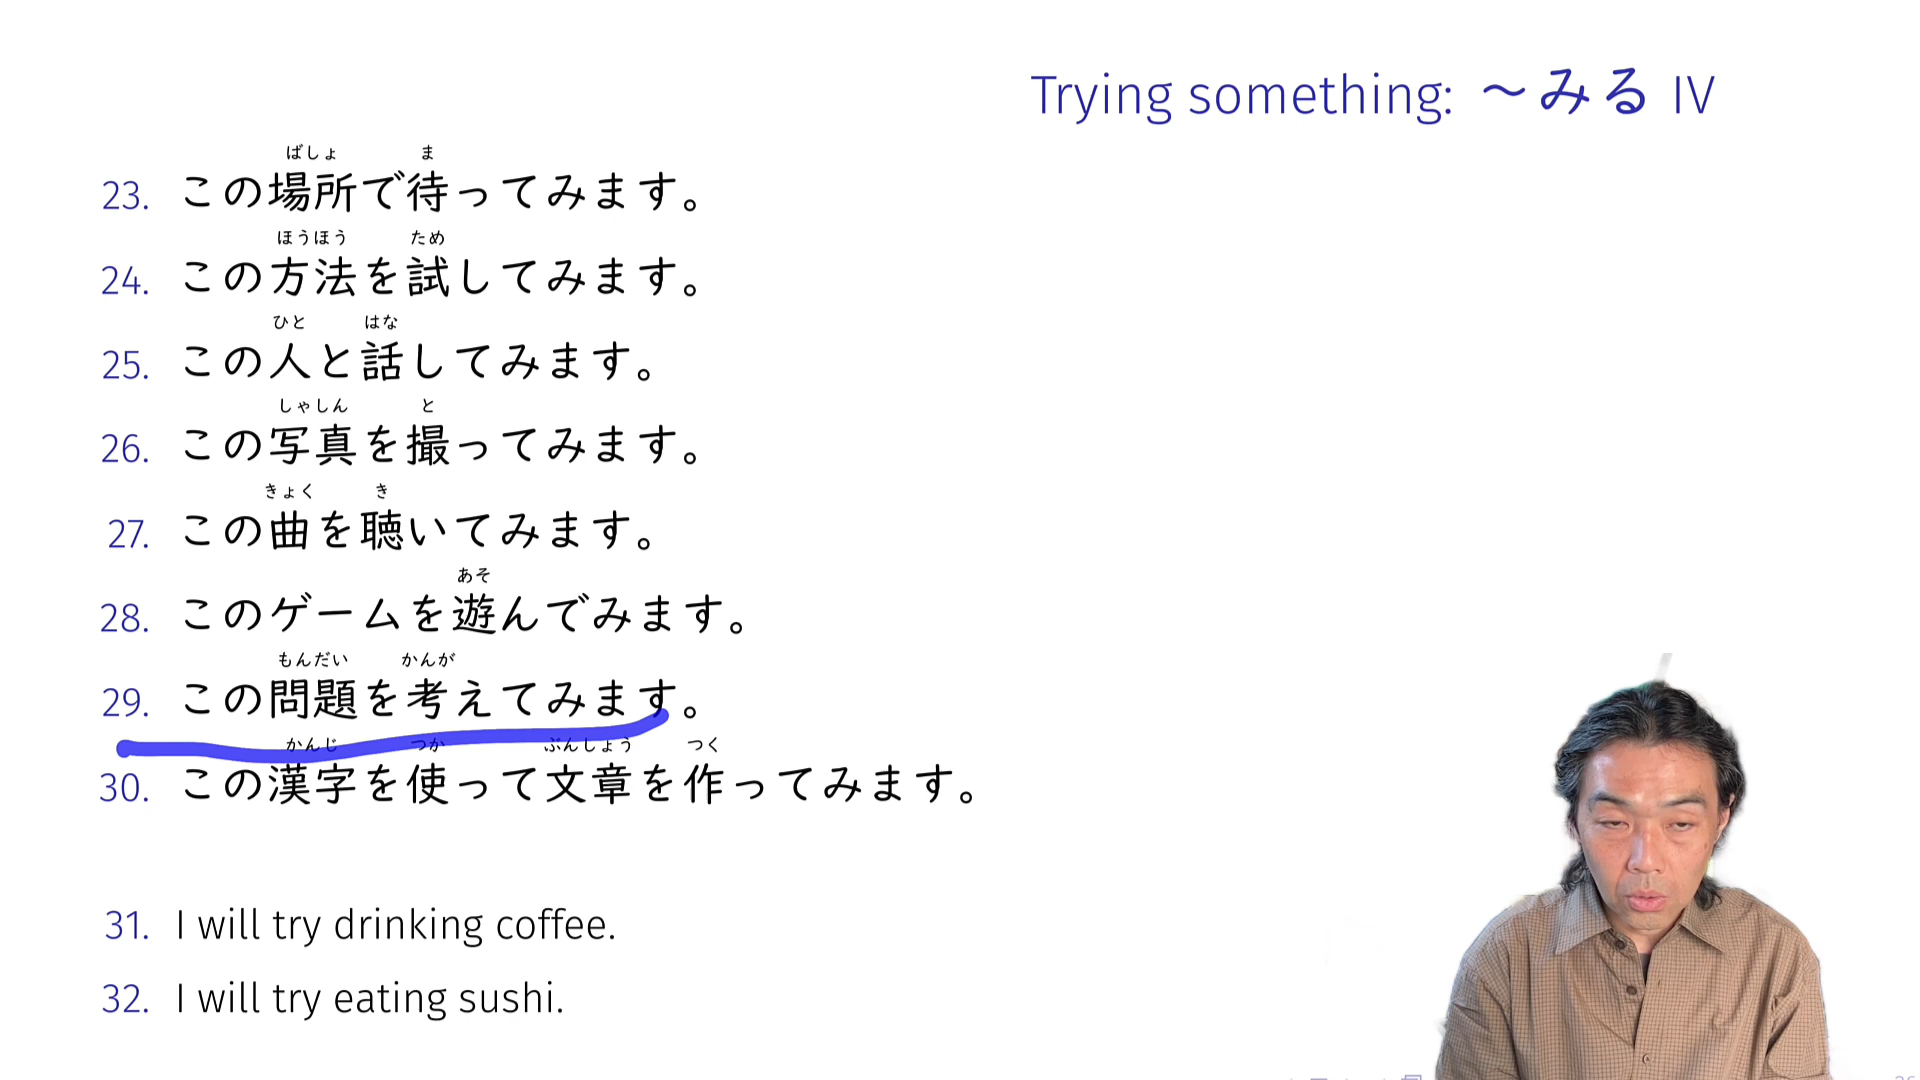 Trying something: ～みる IV
ばしょ ま
23. この場所で待ってみます。
ほうほう ため
24. この方法を試してみます。
ひと はな
25. この人と話してみます。
しゃしん と
26. この写真を撮ってみます。
きょく き
27. この曲を聴いてみます。
あそ
28. このゲームを遊んでみます。
もんだい かんが
29. この問題を考えてみます。
かんじ つか ぶんしょう つく
30. この漢字を使って文章を作ってみます。
31. I will try drinking coffee.
32. I will try eating sushi.